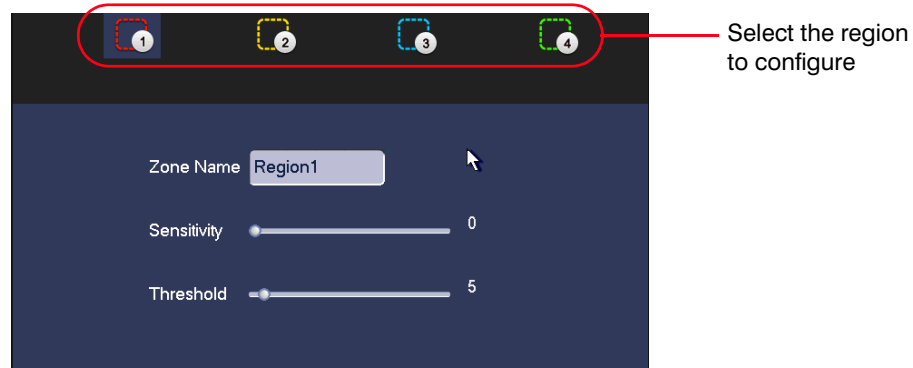 1 2 3 4
Select the region
to configure
Zone Name Region1
Sensitivity 0
Threshold 5